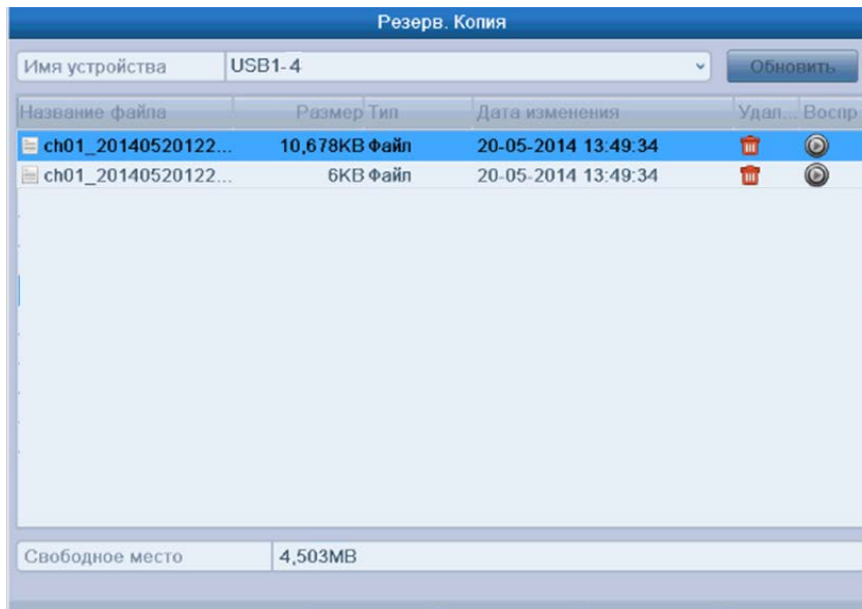 Резерв. Копия
Имя устройства USB1-4 Обновить
Название файла Размер Тип Дата изменения Удал... Воспр
ch01_20140520122... 10,678KB Файл 20-05-2014 13:49:34
ch01_20140520122... 6KB Файл 20-05-2014 13:49:34
Свободное место 4,503MB